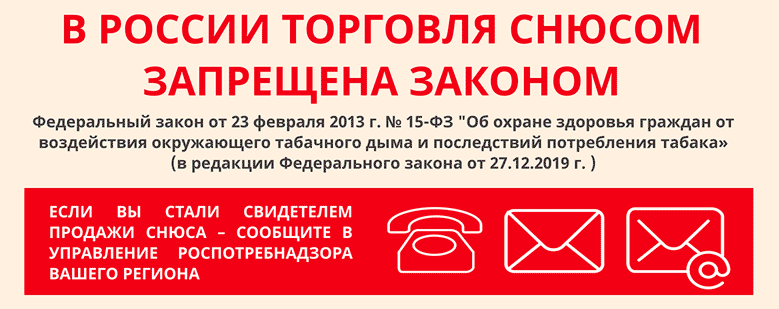 В РОССИИ ТОРГОВЛЯ СНЮСОМ
ЗАПРЕЩЕНА ЗАКОНОМ
Федеральный закон от 23 февраля 2013 г. № 15-ФЗ "Об охране здоровья граждан от
воздействия окружающего табачного дыма и последствий потребления табака»
(в редакции Федерального закона от 27.12.2019 г. )
ЕСЛИ ВЫ СТАЛИ СВИДЕТЕЛЕМ
ПРОДАЖИ СНЮСА – СООБЩИТЕ В
УПРАВЛЕНИЕ РОСПОТРЕБНАДЗОРА
ВАШЕГО РЕГИОНА
@